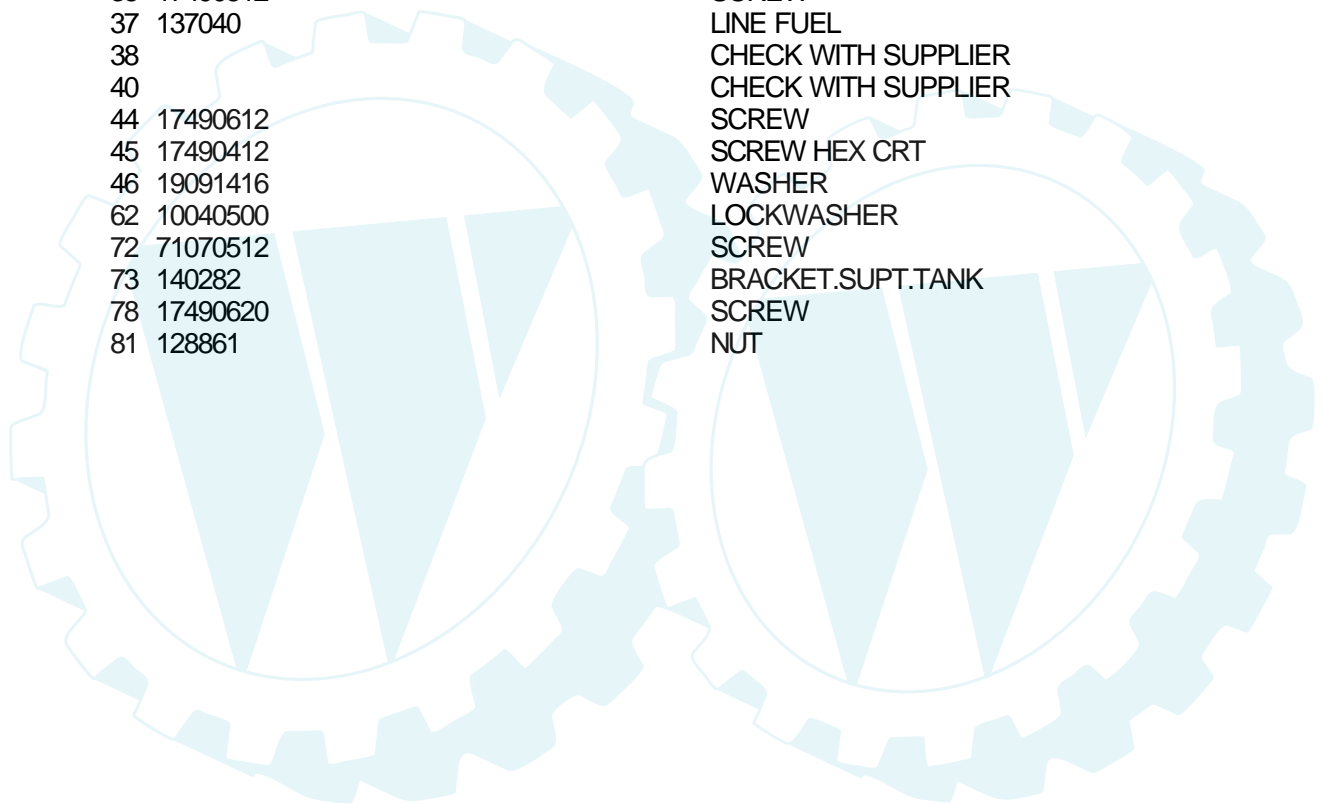 37 137040 LINE FUEL
38 CHECK WITH SUPPLIER
40 CHECK WITH SUPPLIER
44 17490612 SCREW
45 17490412 SCREW HEX CRT
46 19091416 WASHER
62 10040500 LOCKWASHER
72 71070512 SCREW
73 140282 BRACKET.SUPT.TANK
78 17490620 SCREW
81 128861 NUT